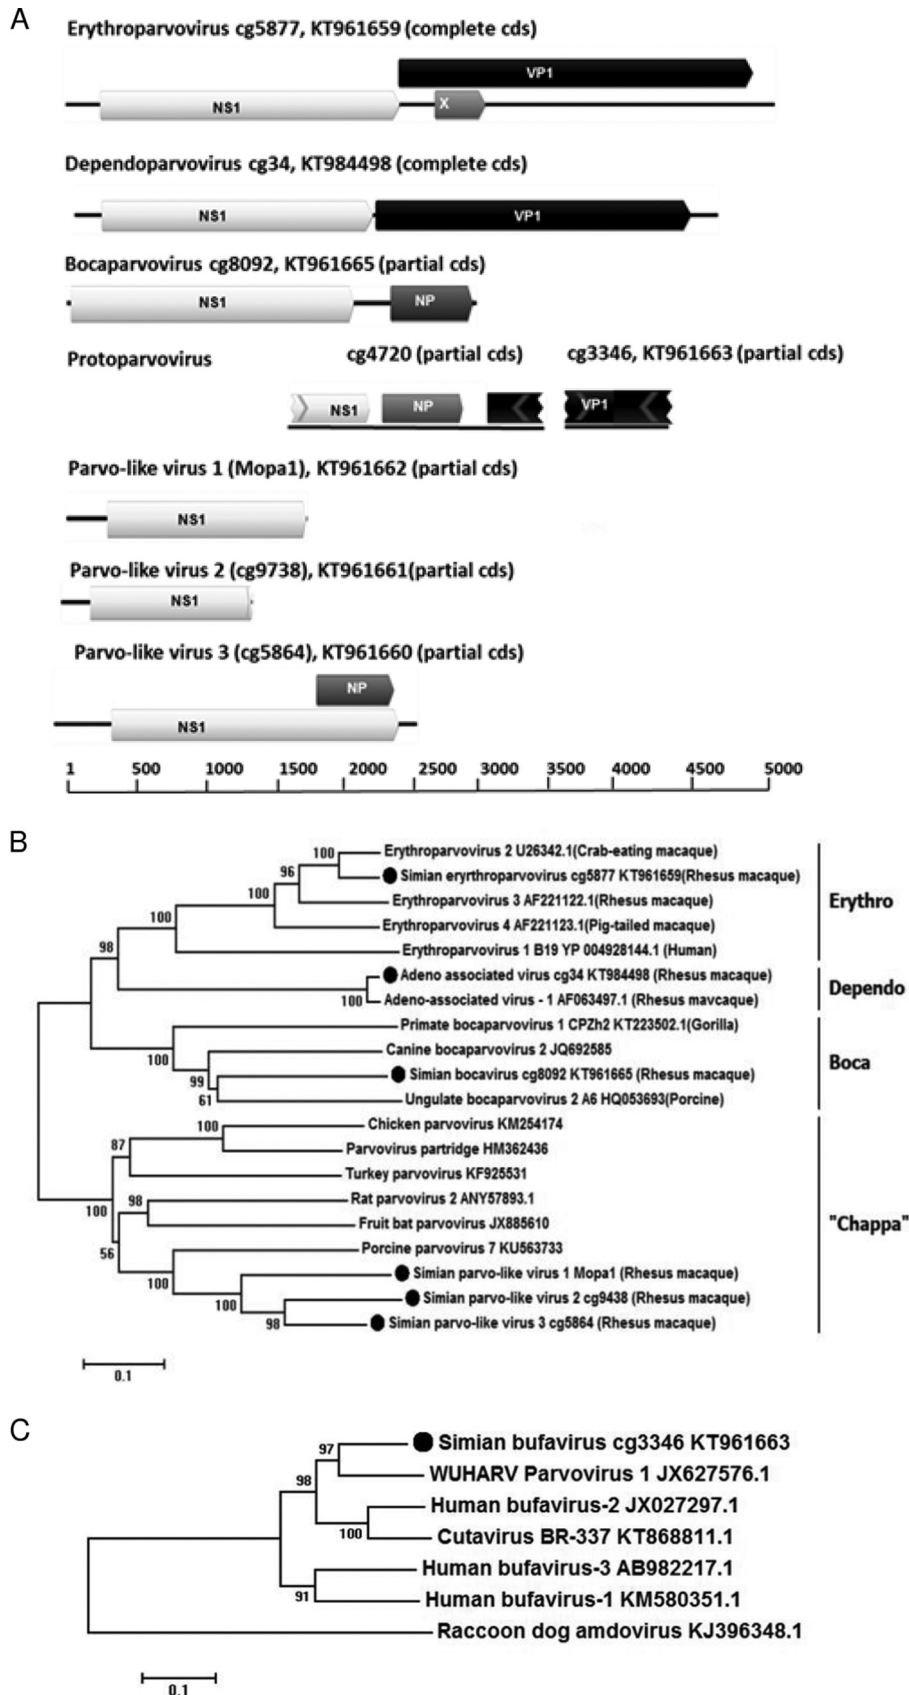 A
Erythroparvovirus cg5877, KT961659 (complete cds)
VP1
NS1
X
Dependoparvovirus cg34, KT984498 (complete cds)
NS1
VP1
Bocaparvovirus cg8092, KT961665 (partial cds)
NS1
NP
Protoparvovirus
cg4720 (partial cds)
cg3346, KT961663 (partial cds)
NS1
NP
VP1
Parvo-like virus 1 (Mopa1), KT961662 (partial cds)
NS1
Parvo-like virus 2 (cg9738), KT961661(partial cds)
NS1
Parvo-like virus 3 (cg5864), KT961660 (partial cds)
NP
NS1
1 500 1000 1500 2000 2500 3000 3500 4000 4500 5000
B
100
Erythroparvovirus 2 U26342.1(Crab-eating macaque)
96
Simian eryrthroparvovirus cg5877 KT961659(Rhesus macaque)
100
Erythroparvovirus 3 AF221122.1(Rhesus macaque)
Erythro
100
Erythroparvovirus 4 AF221123.1(Pig-tailed macaque)
98
Erythroparvovirus 1 B19 YP 004928144.1 (Human)
Adeno associated virus cg34 KT984498 (Rhesus macaque)
Dependo
100
Adeno-associated virus - 1 AF063497.1 (Rhesus mavcaque)
Primate bocaparvovirus 1 CPZh2 KT223502.1(Gorilla)
100
Canine bocaparvovirus 2 JQ692585
Boca
99
Simian bocavirus cg8092 KT961665 (Rhesus macaque)
61
Ungulate bocaparvovirus 2 A6 HQ053693(Porcine)
100
Chicken parvovirus KM254174
87
Parvovirus partridge HM362436
Turkey parvovirus KF925531
98
Rat parvovirus 2 ANY57893.1
100
Fruit bat parvovirus JX885610
"Chappa"
56
Porcine parvovirus 7 KU563733
100
Simian parvo-like virus 1 Mopa1 (Rhesus macaque)
100
Simian parvo-like virus 2 cg9438 (Rhesus macaque)
98
Simian parvo-like virus 3 cg5864 (Rhesus macaque)
0.1
C
97
Simian bufavirus cg3346 KT961663
98
WUHARV Parvovirus 1 JX627576.1
Human bufavirus-2 JX027297.1
100
Cutavirus BR-337 KT868811.1
Human bufavirus-3 AB982217.1
91
Human bufavirus-1 KM580351.1
Raccoon dog amdovirus KJ396348.1
0.1